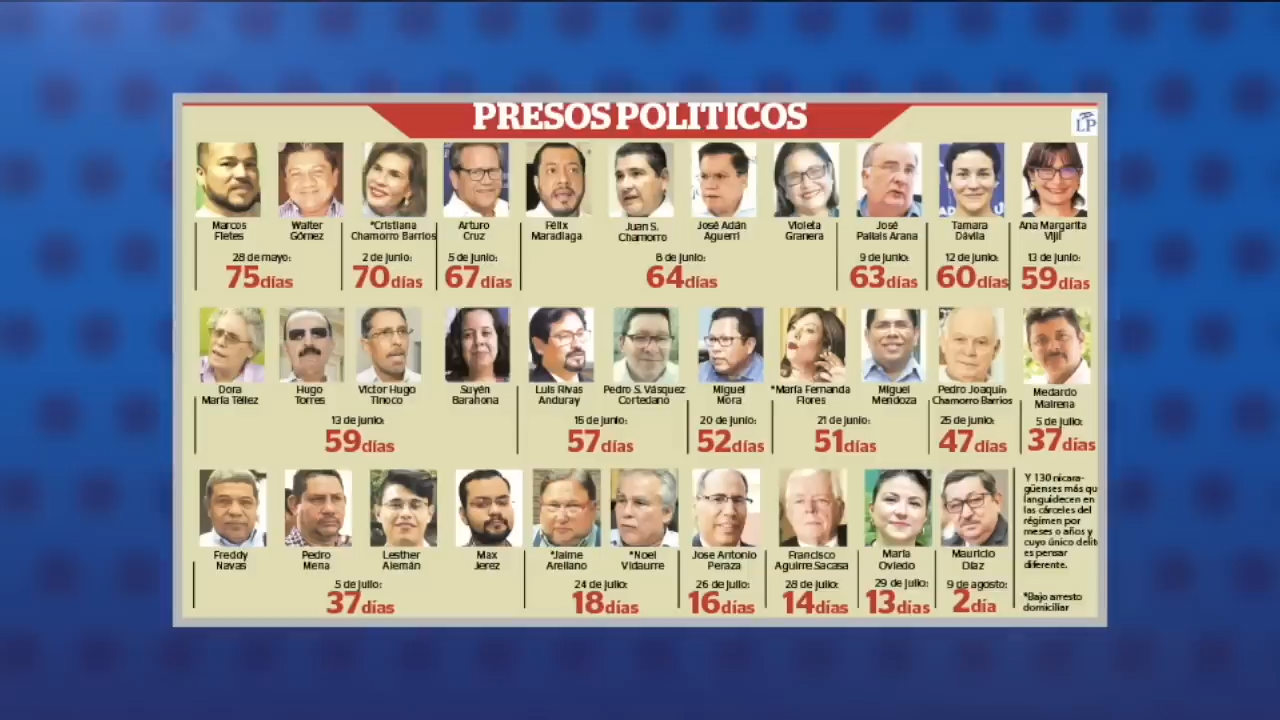 PRESOS POLITICOS
LP
Marcos
Fletes
Walter
Gómez
*Cristiana
Chamorro Barrios
Arturo
Cruz
Félix
Maradiaga
Juan S.
Chamorro
José Adán
Aguerri
Violeta
Granera
José
Pallais Arana
Tamara
Dávila
Ana Margarita
Vijil
28 de mayo:
75días
2 de junio:
70días
5 de junio:
67días
8 de junio:
64días
9 de junio:
63días
12 de junio:
60días
13 de junio:
59días
Dora
María Téllez
Hugo
Torres
Víctor Hugo
Tinoco
Suyén
Barahona
Luis Rivas
Anduray
Pedro S. Vásquez
Cortedano
Miguel
Mora
*María Fernanda
Flores
Miguel
Mendoza
Pedro Joaquín
Chamorro Barrios
Medardo
Mairena
13 de junio:
59días
15 de junio:
57días
20 de junio:
52días
21 de junio:
51días
25 de junio:
47días
5 de julio:
37días
Freddy
Navas
Pedro
Mena
Lesther
Alemán
Max
Jerez
*Jaime
Arellano
*Noel
Vidaurre
Jose Antonio
Peraza
Francisco
Aguirre Sacasa
María
Oviedo
Mauricio
Díaz
5 de julio:
37días
24 de julio:
18días
26 de julio:
16días
28 de julio:
14días
29 de julio:
13días
9 de agosto:
2día
Y 130 nicara-
güenses más qu
languidecen en
las cárceles del
régimen por
meses o años y
cuyo único delit
es pensar
diferente.
*Bajo arresto
domiciliar